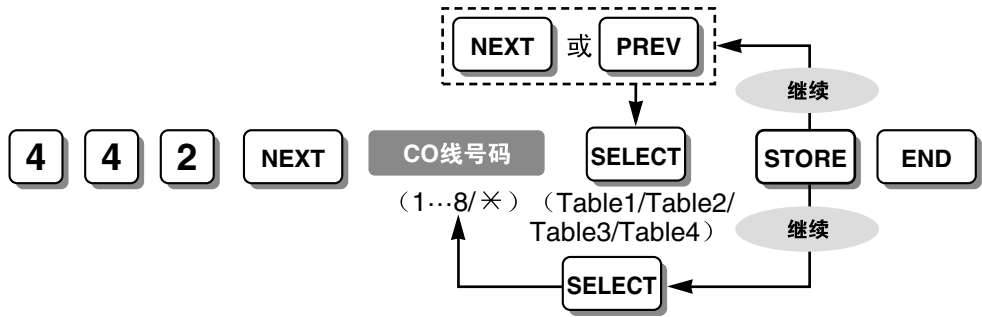 NEXT 或 PREV
继续
4 4 2 NEXT CO线号码 SELECT STORE END
（1…8/＊）（Table1/Table2/
Table3/Table4）
继续
SELECT